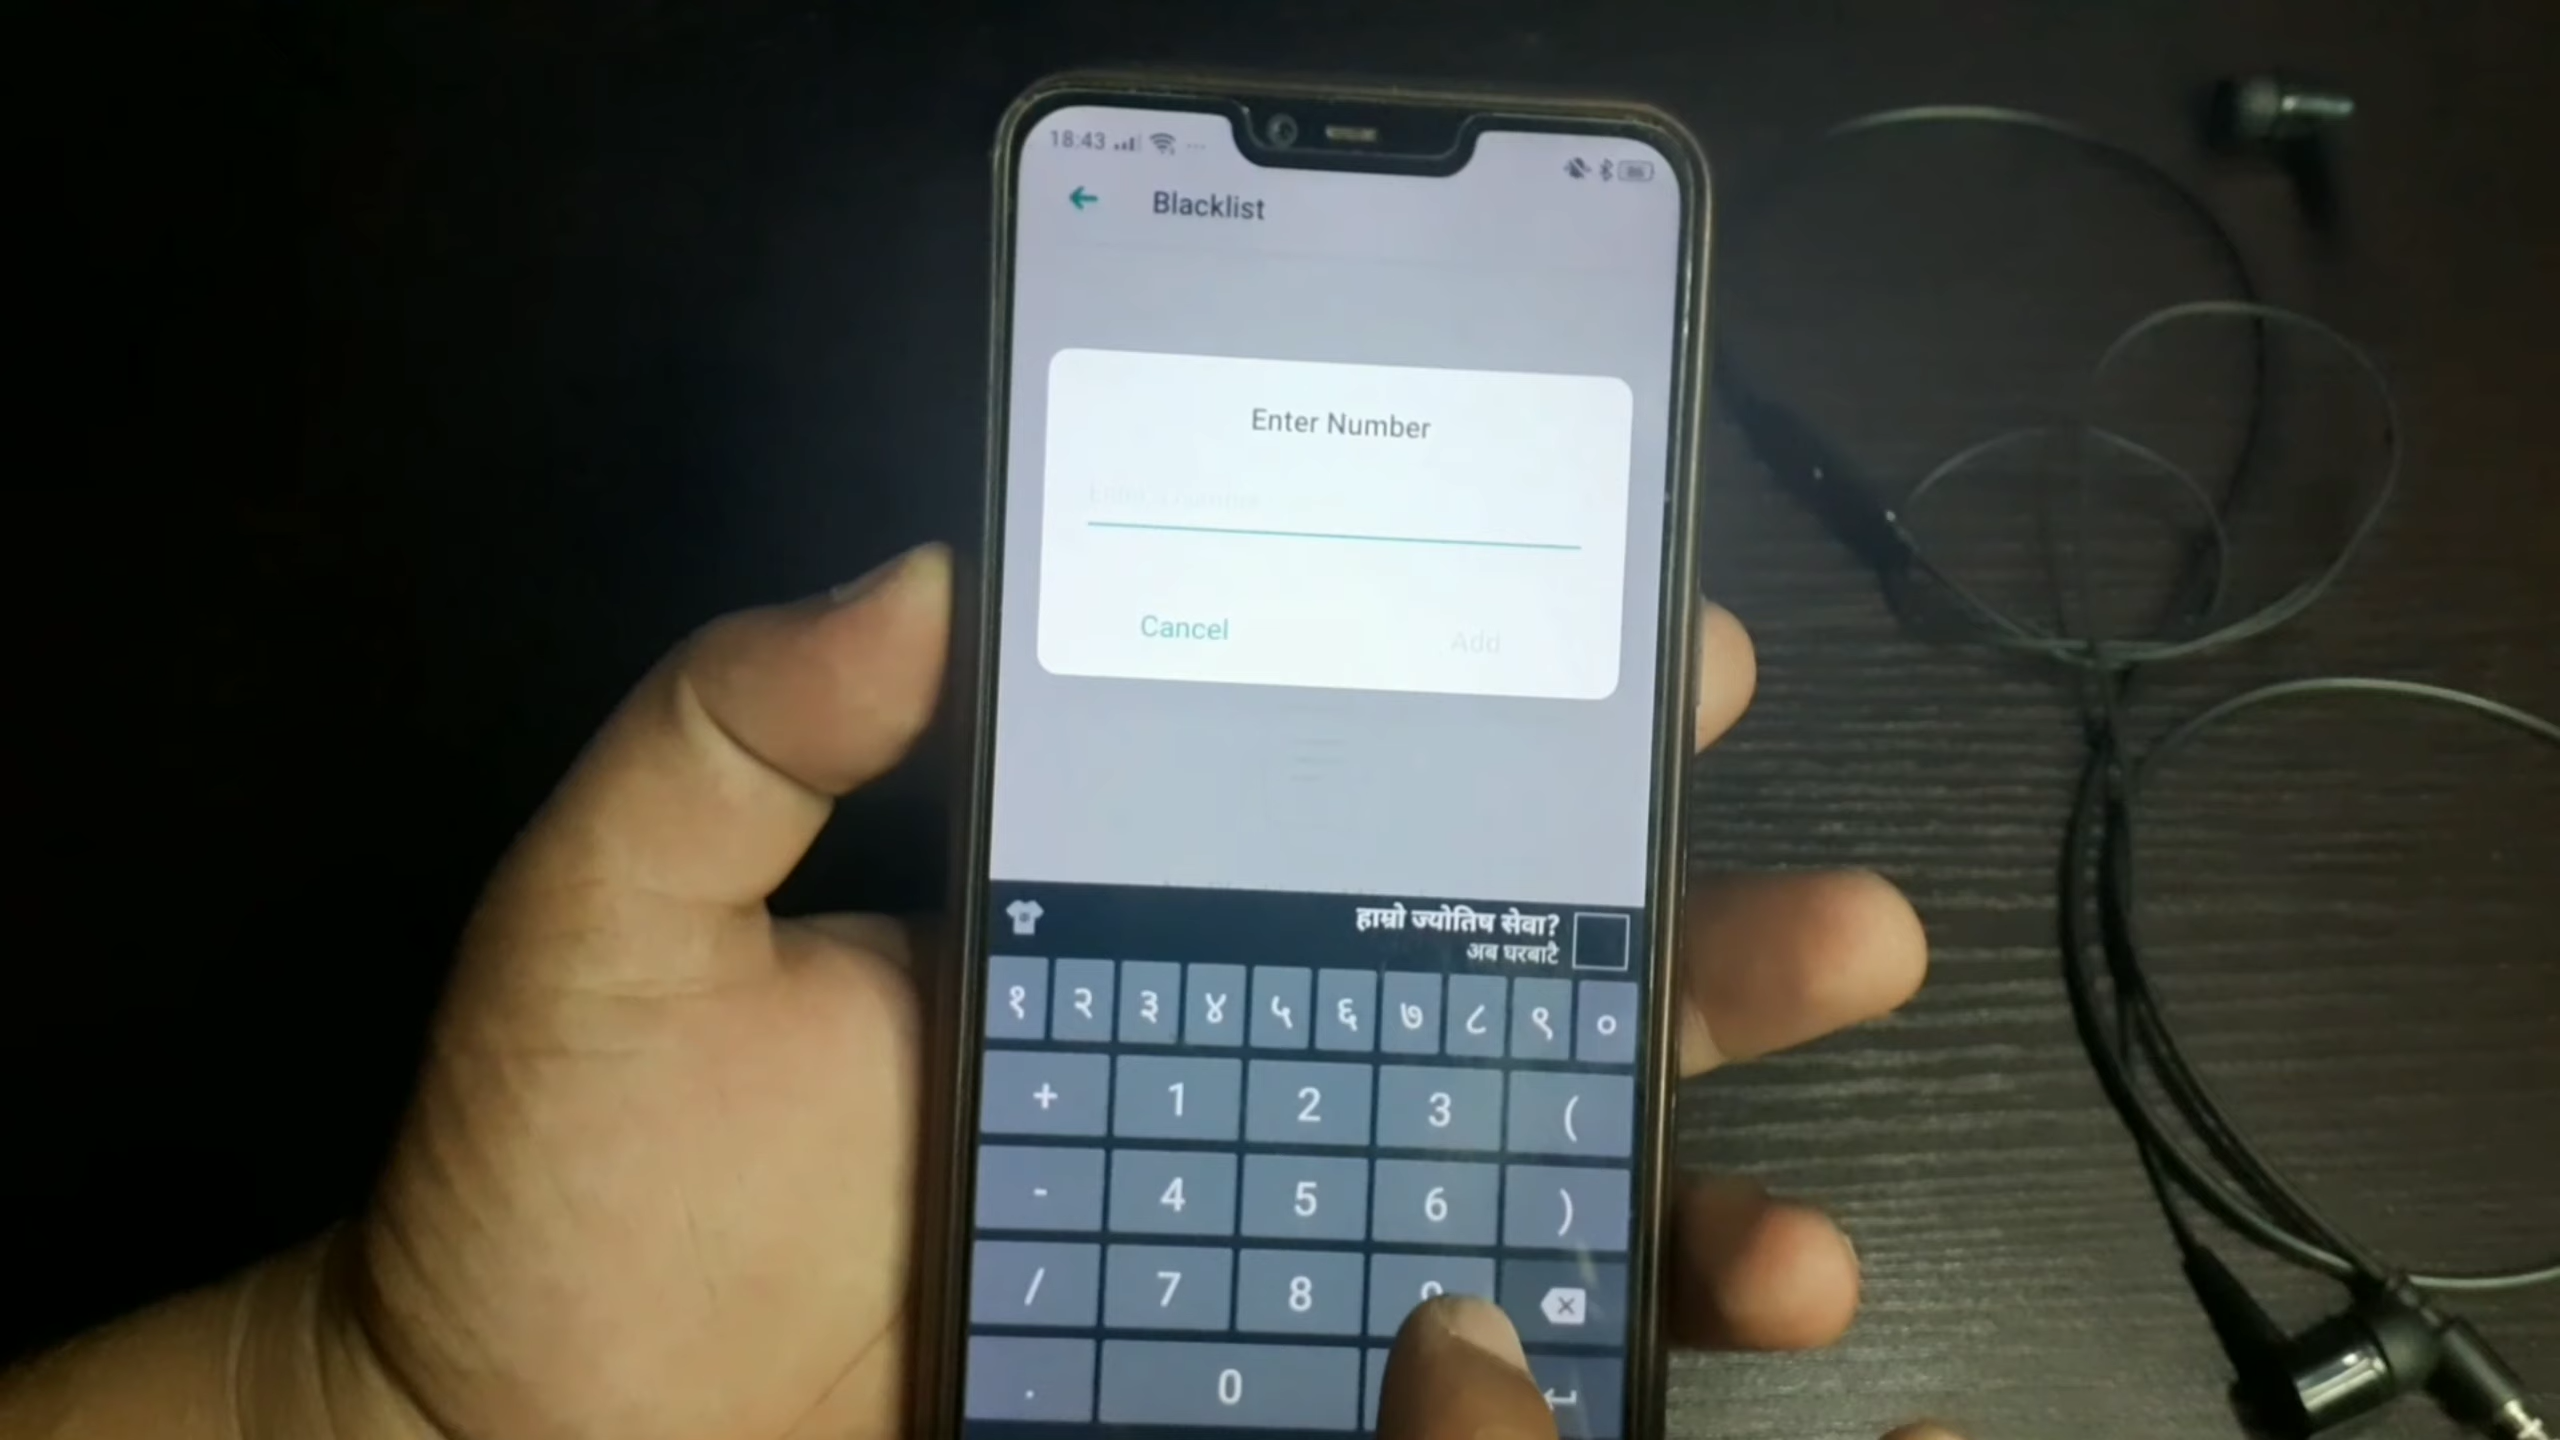 18:43
Blacklist
Enter Number
Cancel
Add
हाम्रो ज्योतिष सेवा?
अब घरबाटै
१ २ ३ ४ ५ ६ ७ ८ ९ ०
+ 1 2 3 (
- 4 5 6 )
/ 7 8 9
. 0